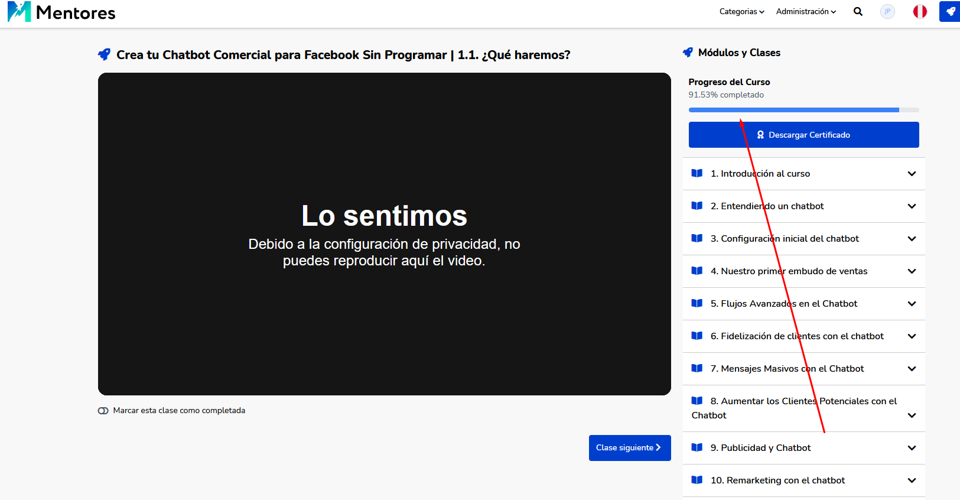 Mentores
Categorias
Administración
JF
Crea tu Chatbot Comercial para Facebook Sin Programar | 1.1. ¿Qué haremos?
Lo sentimos
Debido a la configuración de privacidad, no
puedes reproducir aquí el video.
Marcar esta clase como completada
Clase siguiente
Módulos y Clases
Progreso del Curso
91.53% completado
Descargar Certificado
1. Introducción al curso
2. Entendiendo un chatbot
3. Configuración inicial del chatbot
4. Nuestro primer embudo de ventas
5. Flujos Avanzados en el Chatbot
6. Fidelización de clientes con el chatbot
7. Mensajes Masivos con el Chatbot
8. Aumentar los Clientes Potenciales con el
Chatbot
9. Publicidad y Chatbot
10. Remarketing con el chatbot